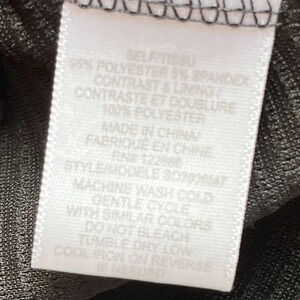 SELF/TISSU
95% POLYESTER 5% SPANDEX
CONTRAST & LINING/
CONTRASTE ET DOUBLURE
100% POLYESTER
MADE IN CHINA/
FABRIQUÉ EN CHINE
RN#
STYLE/MODELE
MACHINE WASH COLD
GENTLE CYCLE
WITH SIMILAR COLORS
DO NOT BLEACH
TUMBLE DRY LOW
COOL IRON ON REVERSE
IF NEEDED